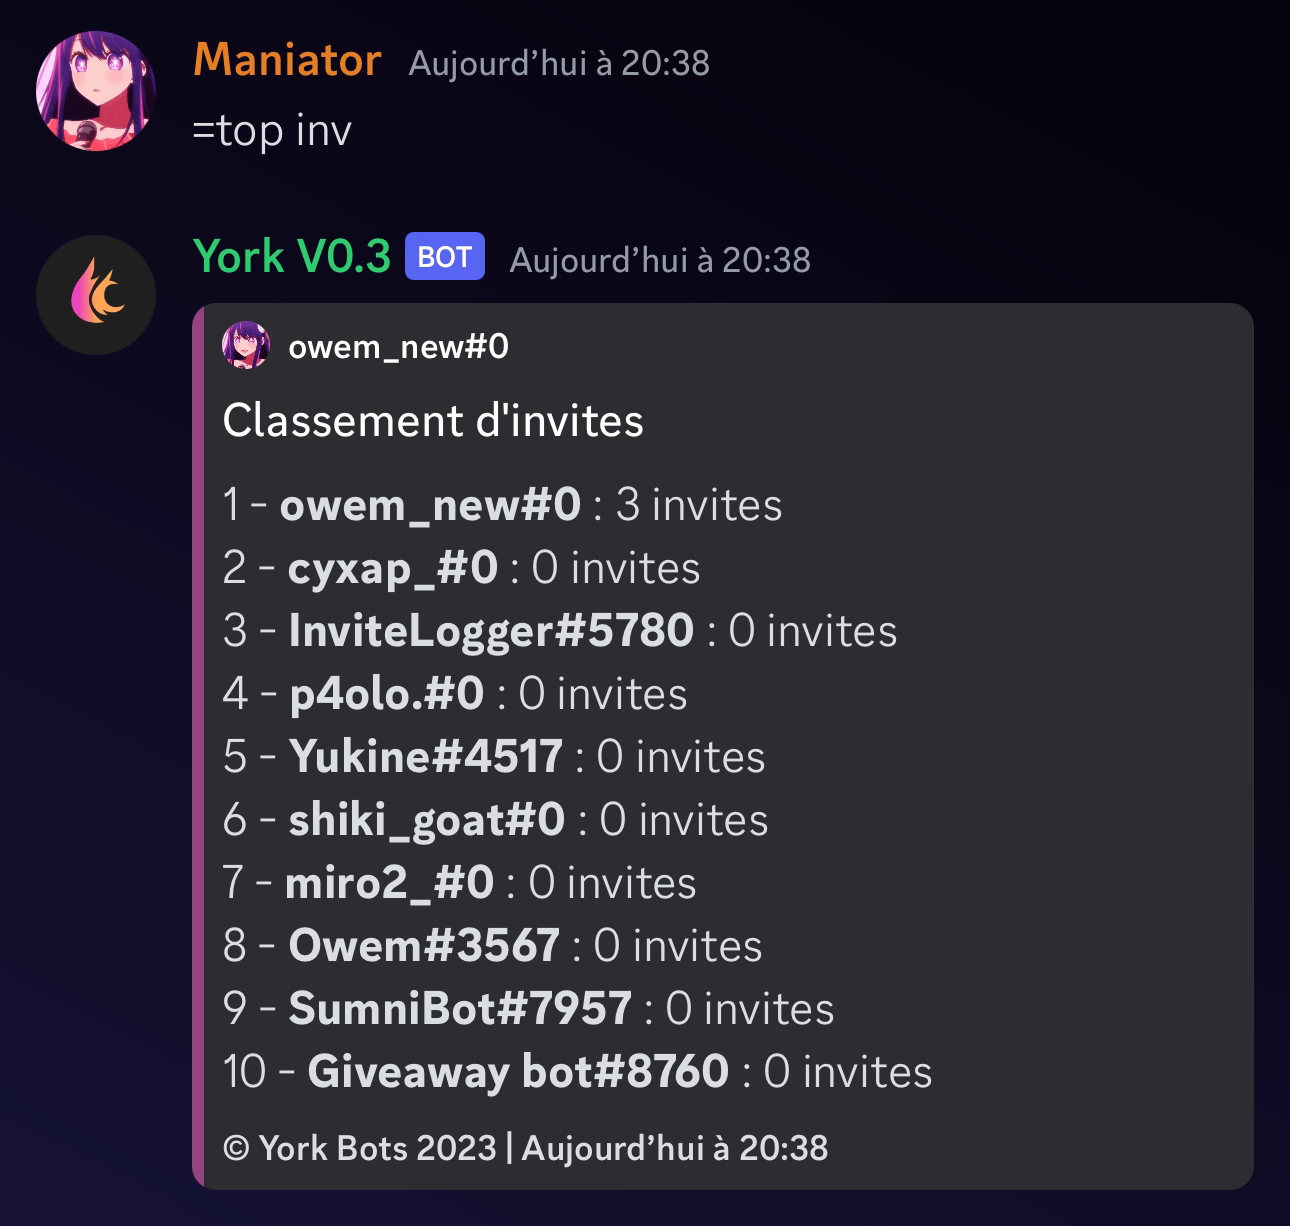 Maniator Aujourd’hui à 20:38
=top inv
York V0.3 BOT Aujourd’hui à 20:38
owem_new#0
Classement d'invites
1 - owem_new#0 : 3 invites
2 - cyxap_#0 : 0 invites
3 - InviteLogger#5780 : 0 invites
4 - p4olo.#0 : 0 invites
5 - Yukine#4517 : 0 invites
6 - shiki_goat#0 : 0 invites
7 - miro2_#0 : 0 invites
8 - Owem#3567 : 0 invites
9 - SumniBot#7957 : 0 invites
10 - Giveaway bot#8760 : 0 invites
© York Bots 2023 | Aujourd’hui à 20:38